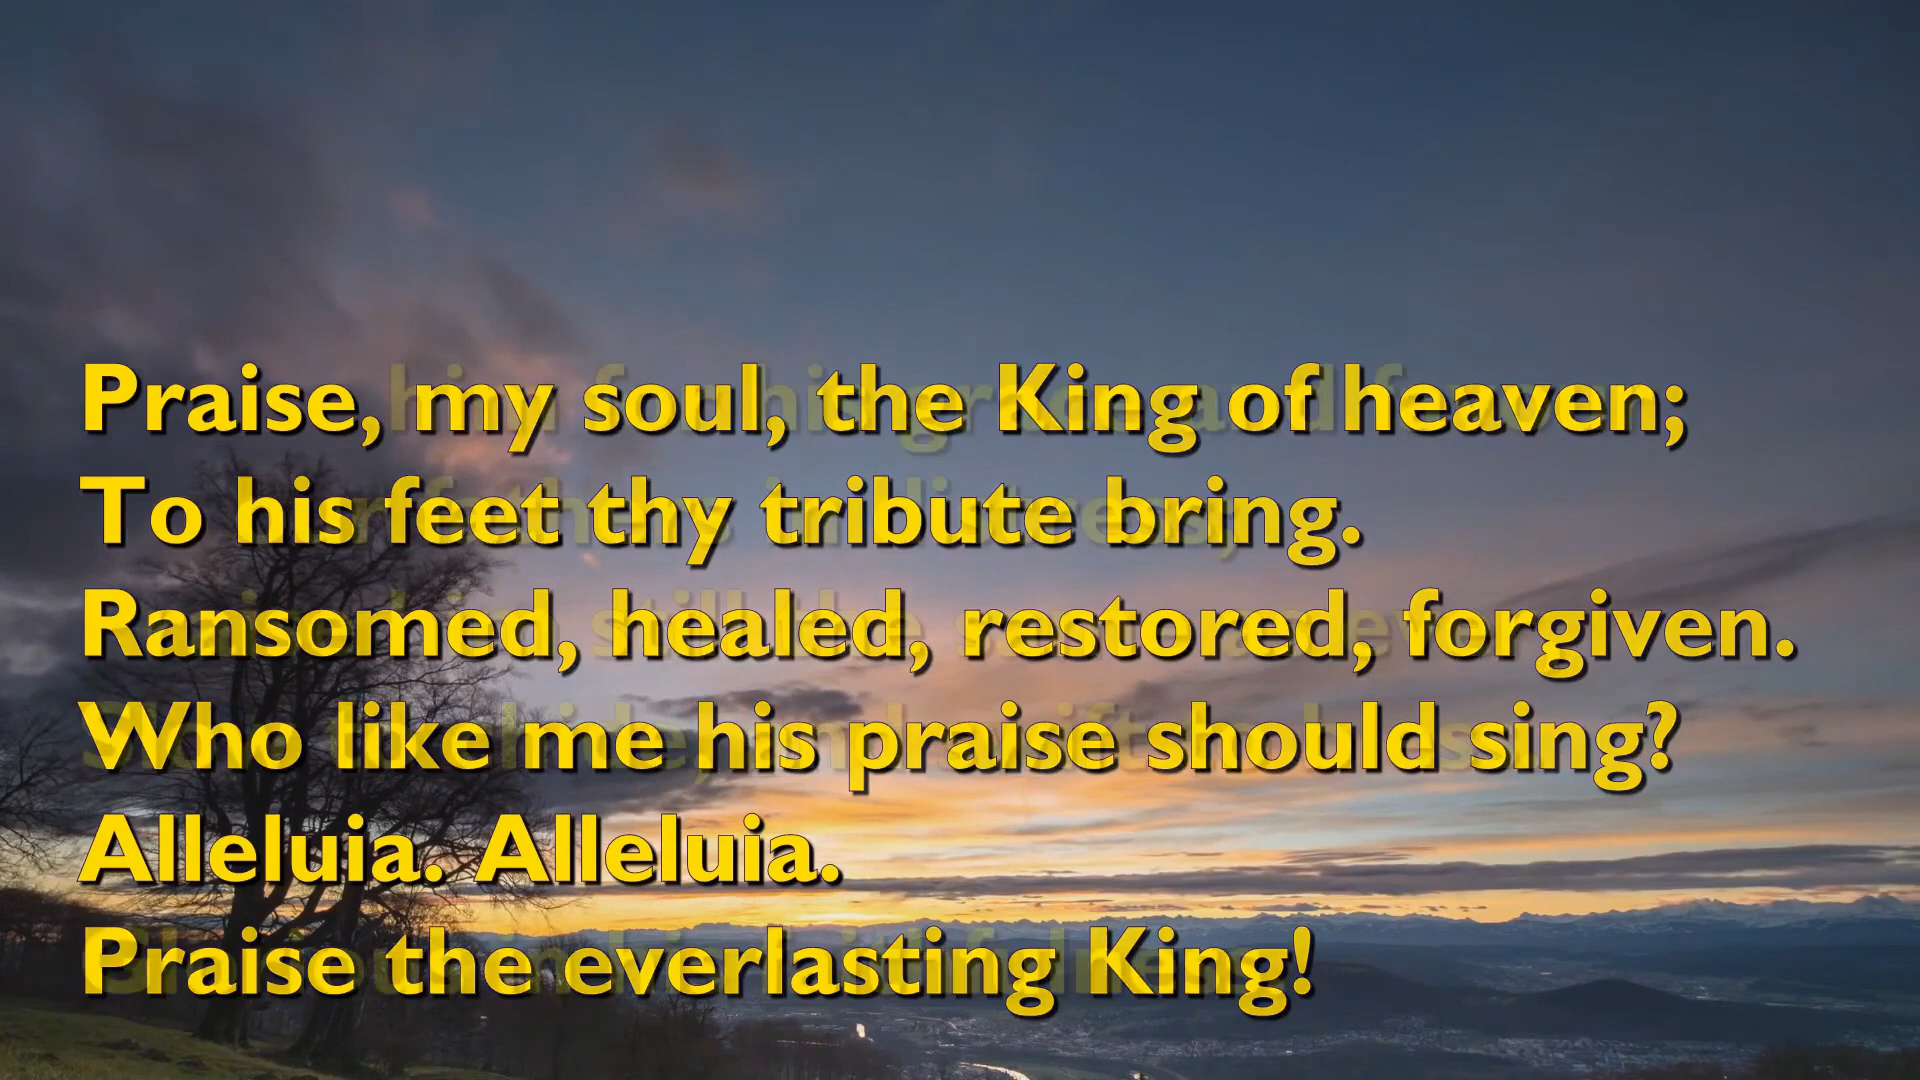 Praise, my soul, the King of heaven;
To his feet thy tribute bring.
Ransomed, healed, restored, forgiven.
Who like me his praise should sing?
Alleluia. Alleluia.
Praise the everlasting King!